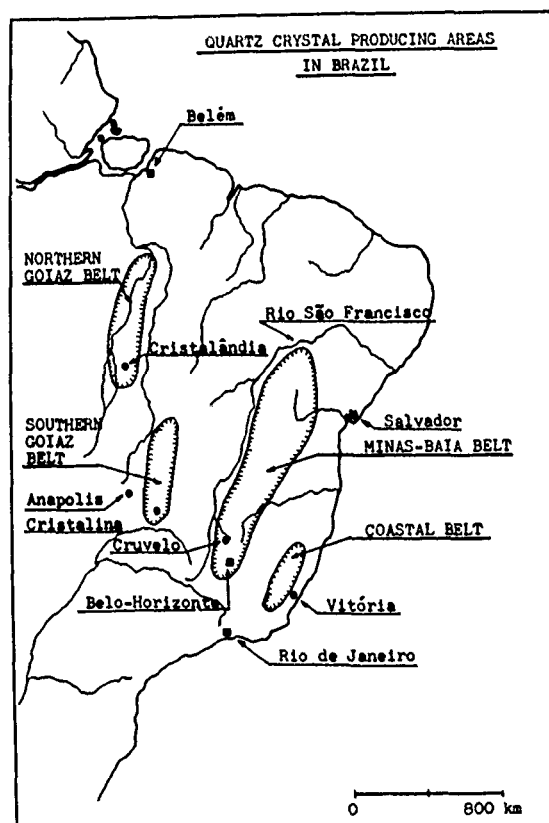 QUARTZ CRYSTAL PRODUCING AREAS
IN BRAZIL
Belém
NORTHERN
GOIAZ BELT
Rio São Francisco
Cristalândia
SOUTHERN
GOIAZ
BELT
Salvador
MINAS-BAIA BELT
Anapolis
Cristalina
Cruvelo
COASTAL BELT
Belo-Horizonte
Vitória
Rio de Janeiro
0 800 km